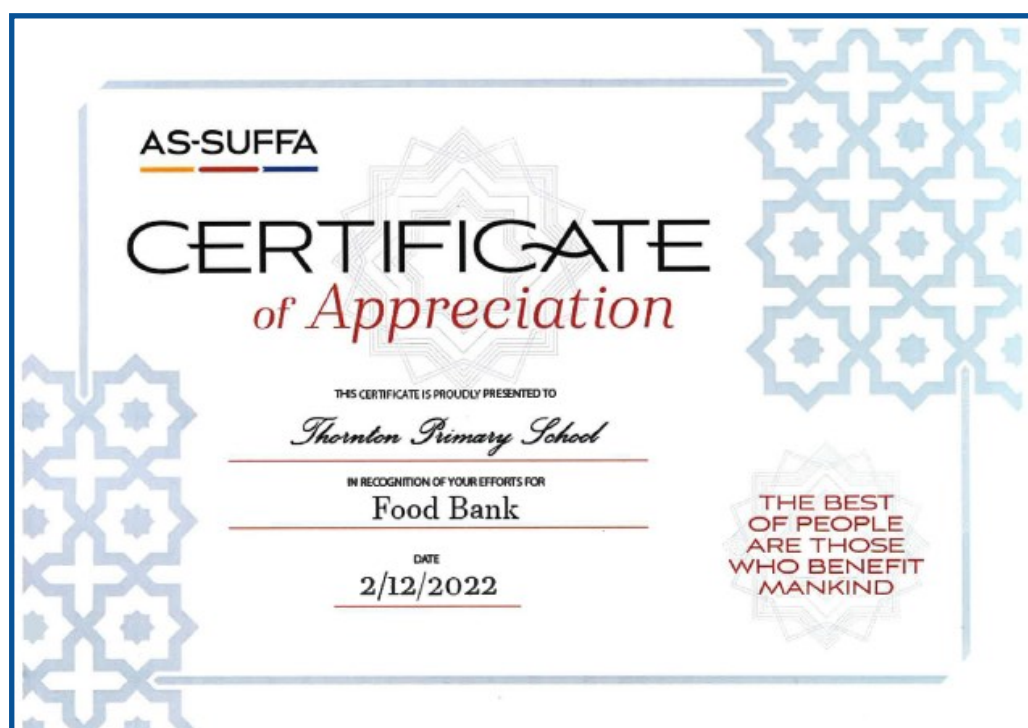 AS-SUFFA
CERTIFICATE
of Appreciation
THIS CERTIFICATE IS PROUDLY PRESENTED TO
Thornton Primary School
IN RECOGNITION OF YOUR EFFORTS FOR
Food Bank
DATE
2/12/2022
THE BEST
OF PEOPLE
ARE THOSE
WHO BENEFIT
MANKIND